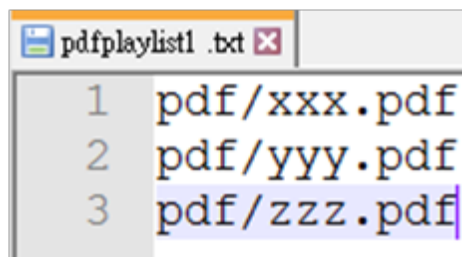 pdfplaylist1 .txt
1 pdf/xxx.pdf
2 pdf/yyy.pdf
3 pdf/zzz.pdf